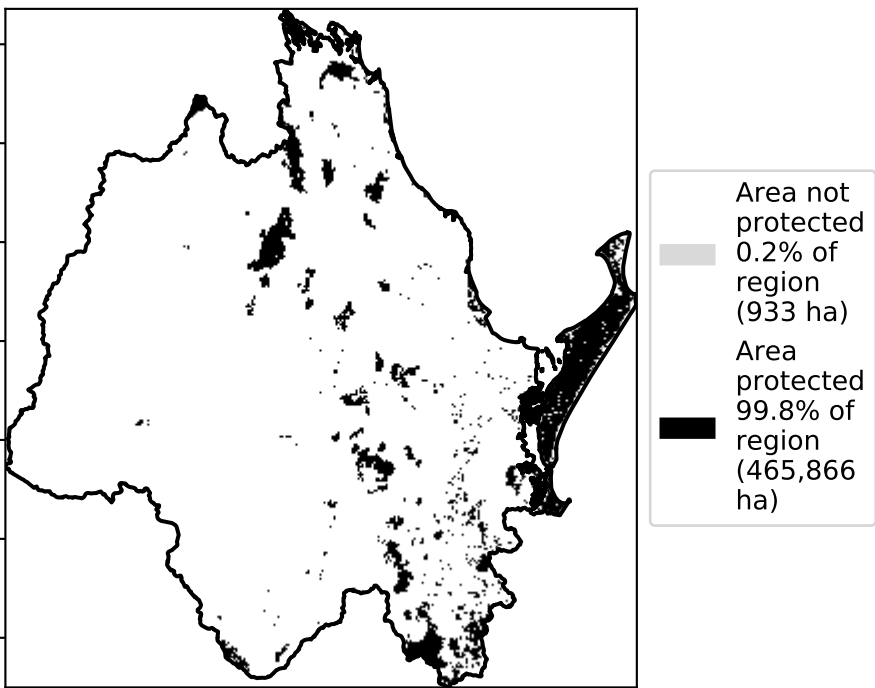 Area not
protected
0.2% of
region
(933 ha)
Area
protected
99.8% of
region
(465,866
ha)